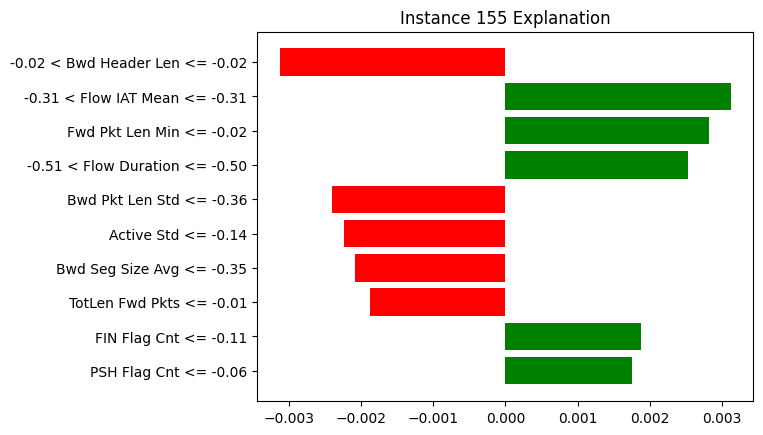 Instance 155 Explanation
-0.02 < Bwd Header Len <= -0.02
-0.31 < Flow IAT Mean <= -0.31
Fwd Pkt Len Min <= -0.02
-0.51 < Flow Duration <= -0.50
Bwd Pkt Len Std <= -0.36
Active Std <= -0.14
Bwd Seg Size Avg <= -0.35
TotLen Fwd Pkts <= -0.01
FIN Flag Cnt <= -0.11
PSH Flag Cnt <= -0.06
−0.003 −0.002 −0.001 0.000 0.001 0.002 0.003